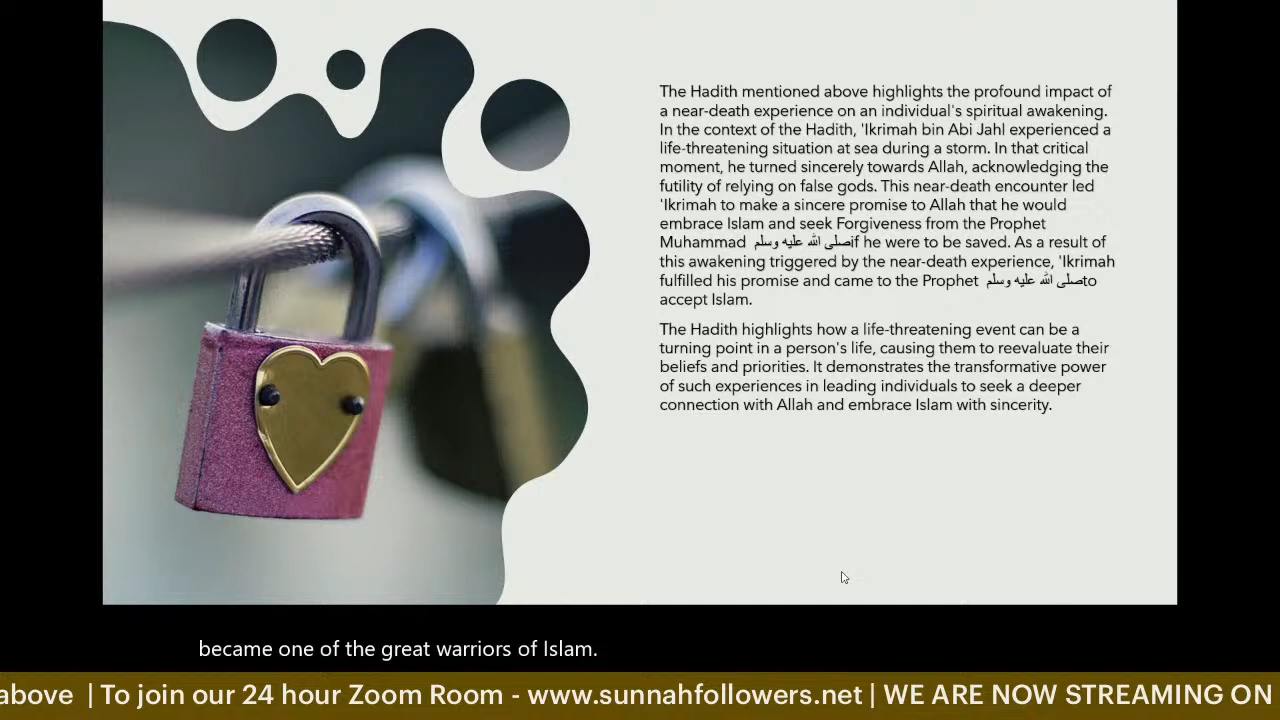 The Hadith mentioned above highlights the profound impact of
a near-death experience on an individual's spiritual awakening.
In the context of the Hadith, 'Ikrimah bin Abi Jahl experienced a
life-threatening situation at sea during a storm. In that critical
moment, he turned sincerely towards Allah, acknowledging the
futility of relying on false gods. This near-death encounter led
'Ikrimah to make a sincere promise to Allah that he would
embrace Islam and seek Forgiveness from the Prophet
Muhammad صلى الله عليه وسلمif he were to be saved. As a result of
this awakening triggered by the near-death experience, 'Ikrimah
fulfilled his promise and came to the Prophet صلى الله عليه وسلمto
accept Islam.
The Hadith highlights how a life-threatening event can be a
turning point in a person's life, causing them to reevaluate their
beliefs and priorities. It demonstrates the transformative power
of such experiences in leading individuals to seek a deeper
connection with Allah and embrace Islam with sincerity.
became one of the great warriors of Islam.
above | To join our 24 hour Zoom Room - www.sunnahfollowers.net | WE ARE NOW STREAMING ON